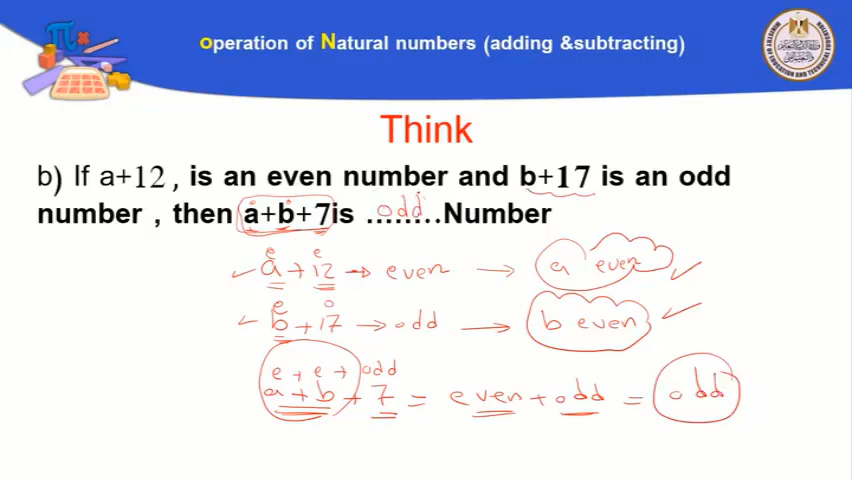 Operation of Natural numbers (adding &subtracting)
Think
b) If a+12 , is an even number and b+17 is an odd
number , then a+b+7is ........Number
odd
e e
a + 12 → even → a even
e o
b + 17 → odd → b even
e + e + odd
a + b + 7 = even + odd = odd